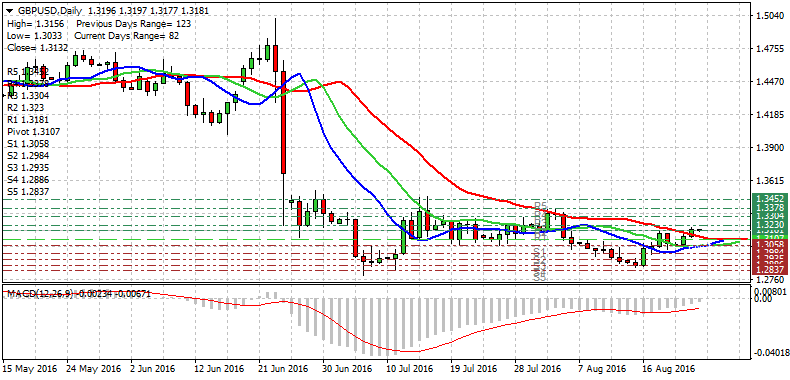 GBPUSD,Daily 1.3196 1.3197 1.3177 1.3181
High= 1.3156 Previous Days Range= 123
Low= 1.3033 Current Days Range= 82
Close= 1.3132
R5
R3 1.3304
R2 1.323
R1 1.3181
Pivot 1.3107
S1 1.3058
S2 1.2984
S3 1.2935
S4 1.2886
S5 1.2837
1.5040
1.4755
1.4470
1.4185
1.3900
1.3615
1.3452
1.3378
1.3304
1.3230
1.3058
1.2837
1.2760
MACD(12,26,9) -0.00234 -0.00671
0.00801
0.00
-0.04018
15 May 2016 24 May 2016 2 Jun 2016 12 Jun 2016 21 Jun 2016 30 Jun 2016 10 Jul 2016 19 Jul 2016 28 Jul 2016 7 Aug 2016 16 Aug 2016